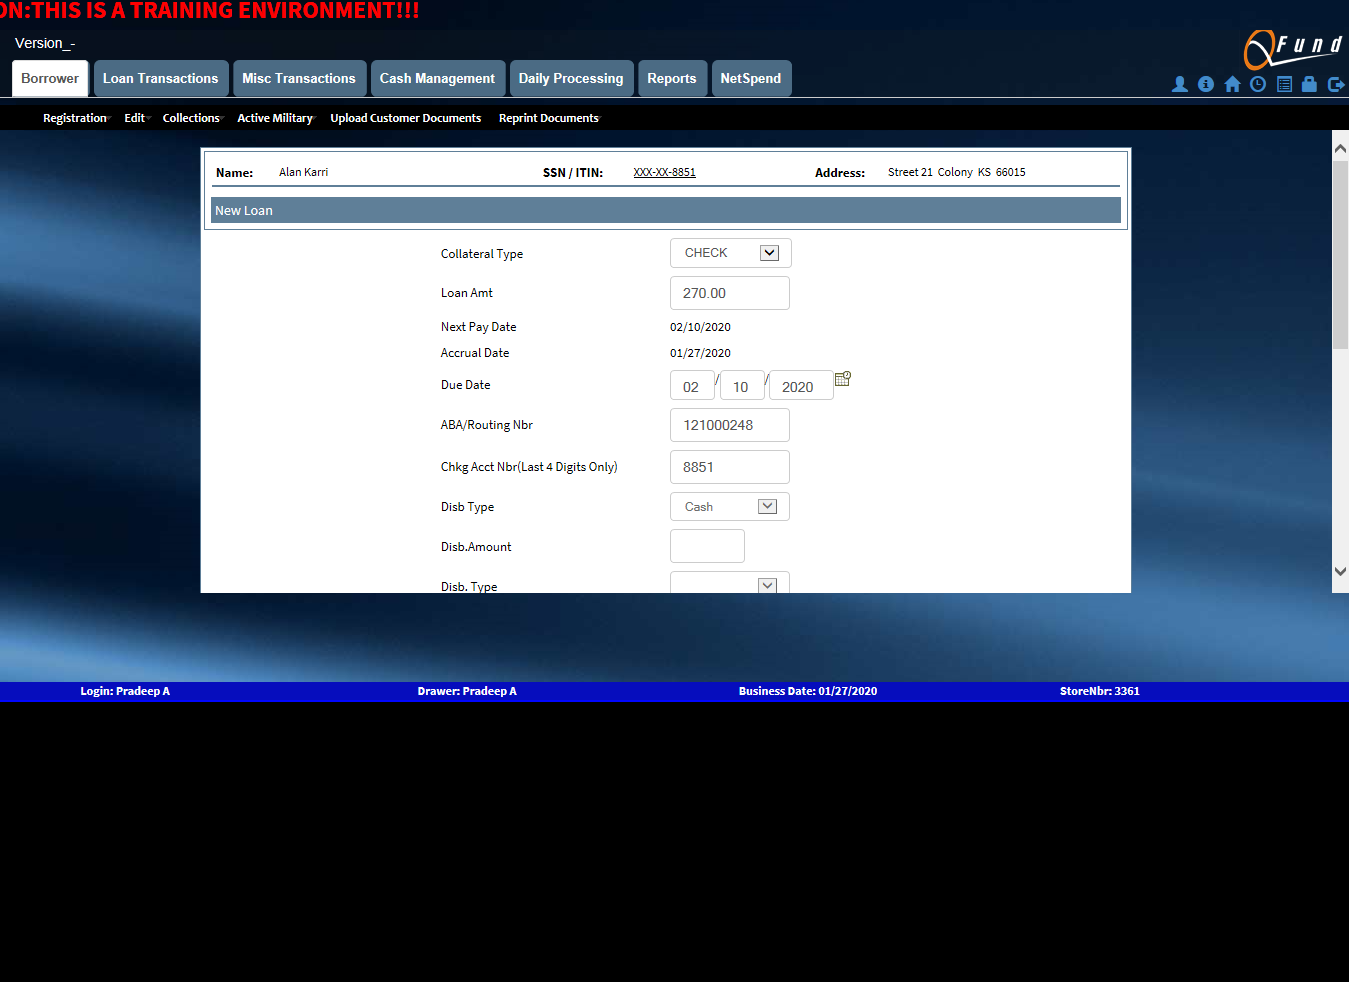 ON:THIS IS A TRAINING ENVIRONMENT!!!
Version_-
Fund
Borrower Loan Transactions Misc Transactions Cash Management Daily Processing Reports NetSpend
Registration Edit Collections Active Military Upload Customer Documents Reprint Documents
Name: Alan Karri SSN / ITIN: XXX-XX-8851 Address: Street 21 Colony KS 66015
New Loan
Collateral Type CHECK
Loan Amt 270.00
Next Pay Date 02/10/2020
Accrual Date 01/27/2020
Due Date 02 / 10 / 2020
ABA/Routing Nbr 121000248
Chkg Acct Nbr(Last 4 Digits Only) 8851
Disb Type Cash
Disb.Amount
Disb. Type
Login: Pradeep A Drawer: Pradeep A Business Date: 01/27/2020 StoreNbr: 3361